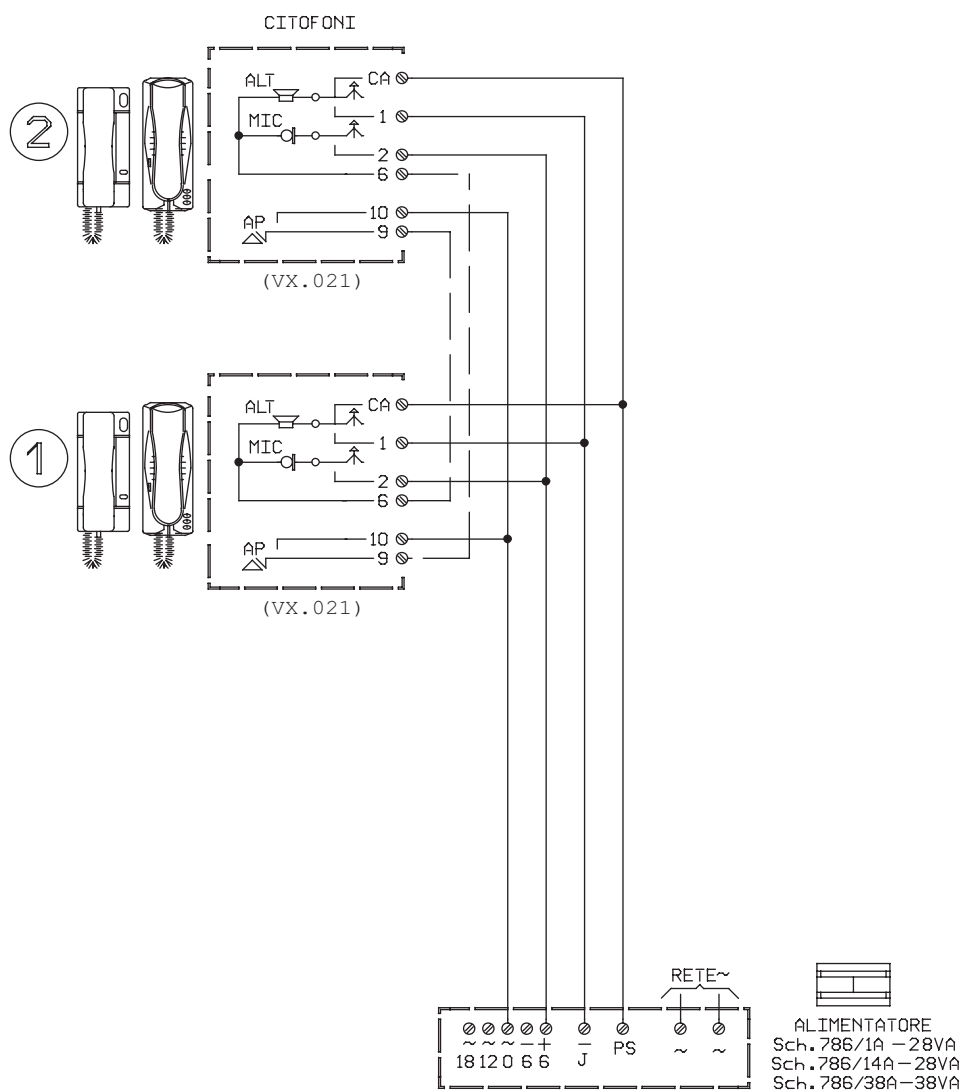 CITOFONI
2
ALT
CA
MIC
1
2
6
10
AP
9
(VX.021)
1
ALT
CA
MIC
1
2
6
10
AP
9
(VX.021)
RETE~
~ ~ ~ — + — PS ~ ~
18 12 0 6 6 J
ALIMENTATORE
Sch.786/1A —28VA
Sch.786/14A—28VA
Sch.786/38A—38VA